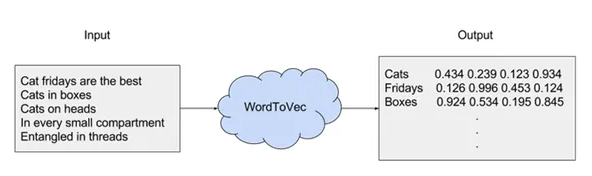 Input
Cat fridays are the best
Cats in boxes
Cats on heads
In every small compartment
Entangled in threads
WordToVec
Output
Cats 0.434 0.239 0.123 0.934
Fridays 0.126 0.996 0.453 0.124
Boxes 0.924 0.534 0.195 0.845
.
.
.